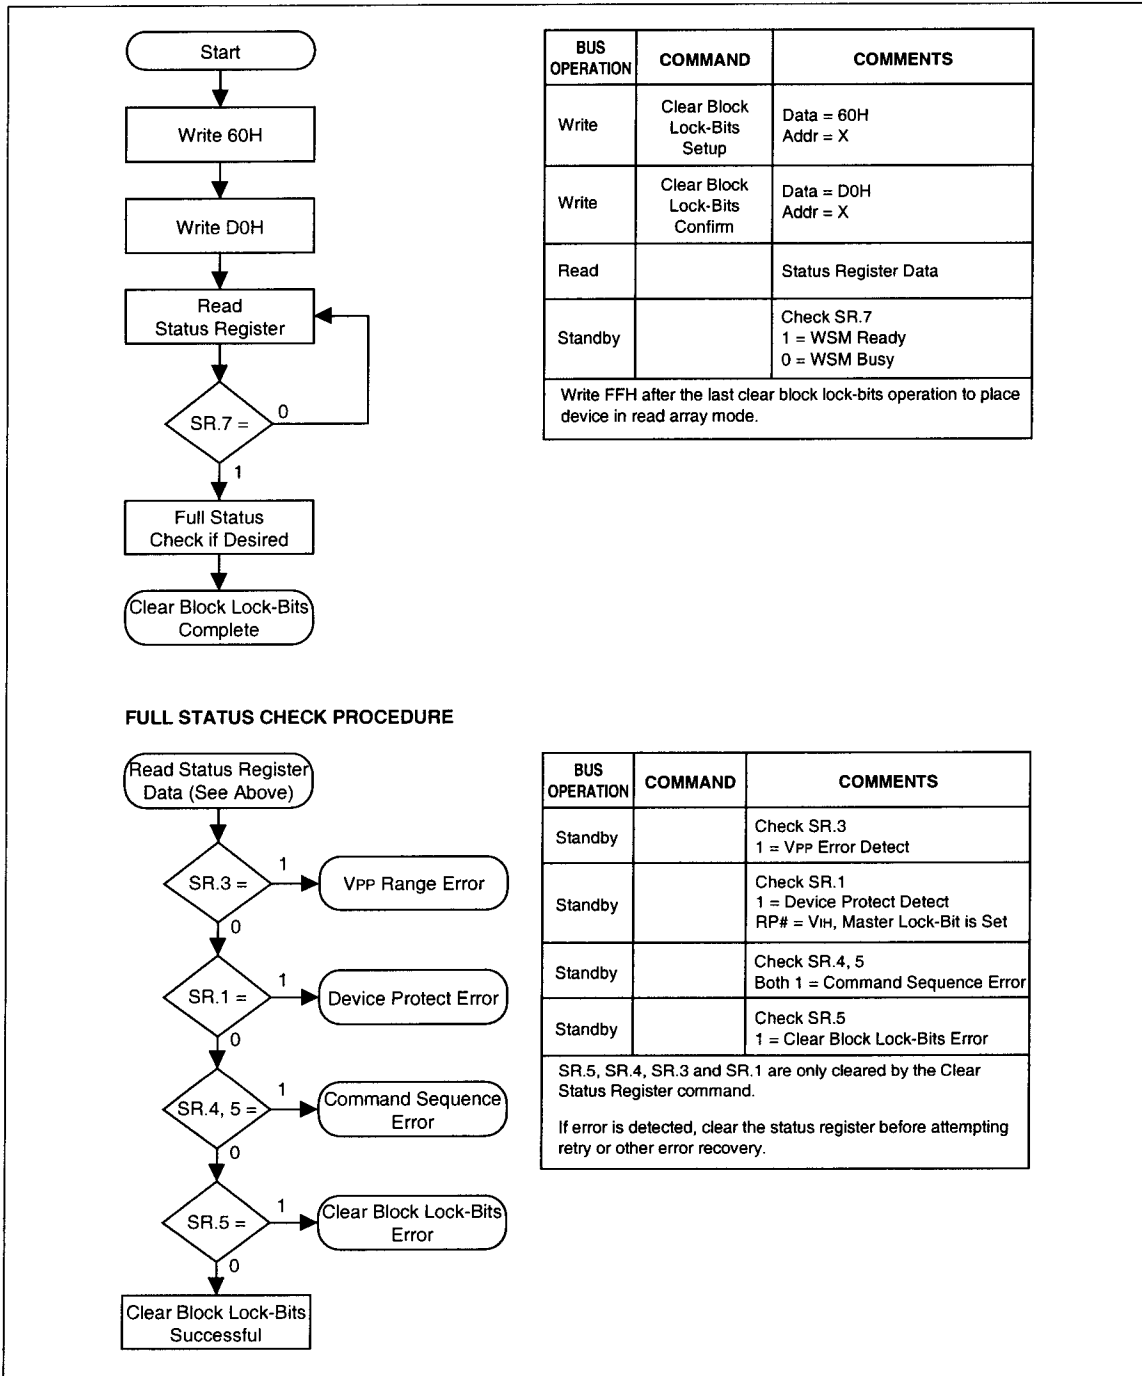 Start
Write 60H
Write D0H
Read
Status Register
SR.7 =
0
1
Full Status
Check if Desired
Clear Block Lock-Bits
Complete
BUS
OPERATION
COMMAND
COMMENTS
Write
Clear Block
Lock-Bits
Setup
Data = 60H
Addr = X
Write
Clear Block
Lock-Bits
Confirm
Data = D0H
Addr = X
Read
Status Register Data
Standby
Check SR.7
1 = WSM Ready
0 = WSM Busy
Write FFH after the last clear block lock-bits operation to place
device in read array mode.
FULL STATUS CHECK PROCEDURE
Read Status Register
Data (See Above)
SR.3 =
1
VPP Range Error
0
SR.1 =
1
Device Protect Error
0
SR.4, 5 =
1
Command Sequence
Error
0
SR.5 =
1
Clear Block Lock-Bits
Error
0
Clear Block Lock-Bits
Successful
BUS
OPERATION
COMMAND
COMMENTS
Standby
Check SR.3
1 = VPP Error Detect
Standby
Check SR.1
1 = Device Protect Detect
RP# = VIH, Master Lock-Bit is Set
Standby
Check SR.4, 5
Both 1 = Command Sequence Error
Standby
Check SR.5
1 = Clear Block Lock-Bits Error
SR.5, SR.4, SR.3 and SR.1 are only cleared by the Clear
Status Register command.
If error is detected, clear the status register before attempting
retry or other error recovery.